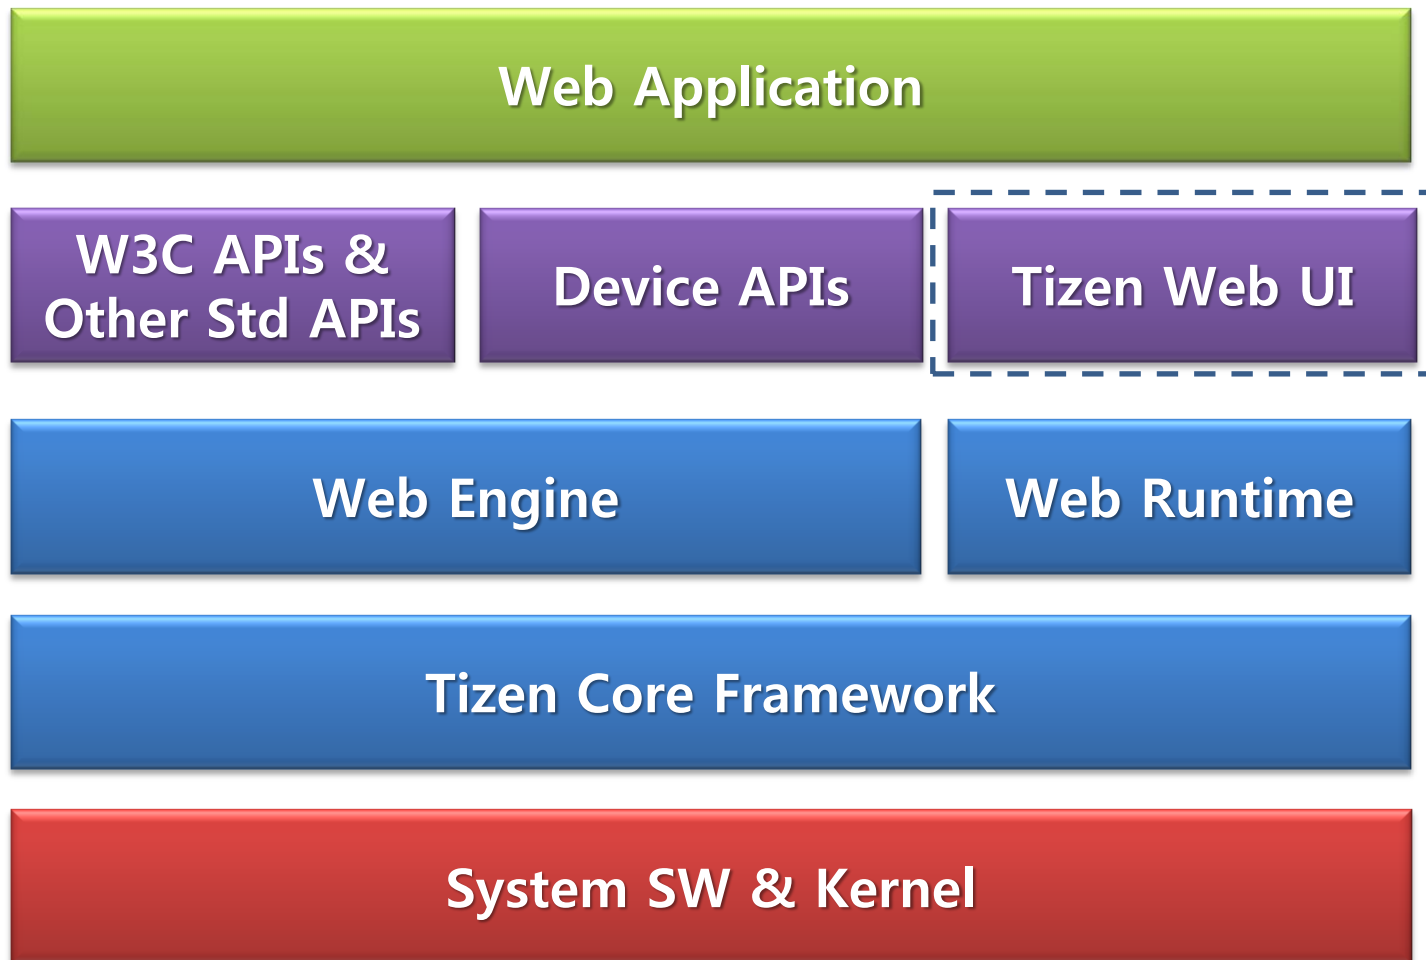 Web Application
W3C APIs &
Other Std APIs
Device APIs
Tizen Web UI
Web Engine
Web Runtime
Tizen Core Framework
System SW & Kernel